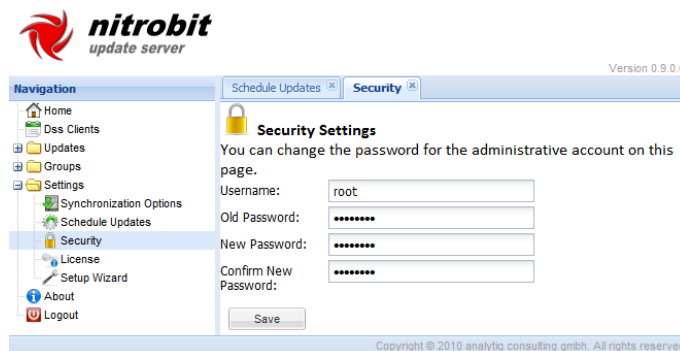 nitrobit
update server
Version 0.9.0.
Navigation
Schedule Updates
Security
Home
Dss Clients
Updates
Groups
Settings
Synchronization Options
Schedule Updates
Security
License
Setup Wizard
About
Logout
Security Settings
You can change the password for the administrative account on this
page.
Username:
root
Old Password:
••••••••
New Password:
••••••••
Confirm New
Password:
••••••••
Save
Copyright © 2010 analytiq consulting gmbh. All rights reserve